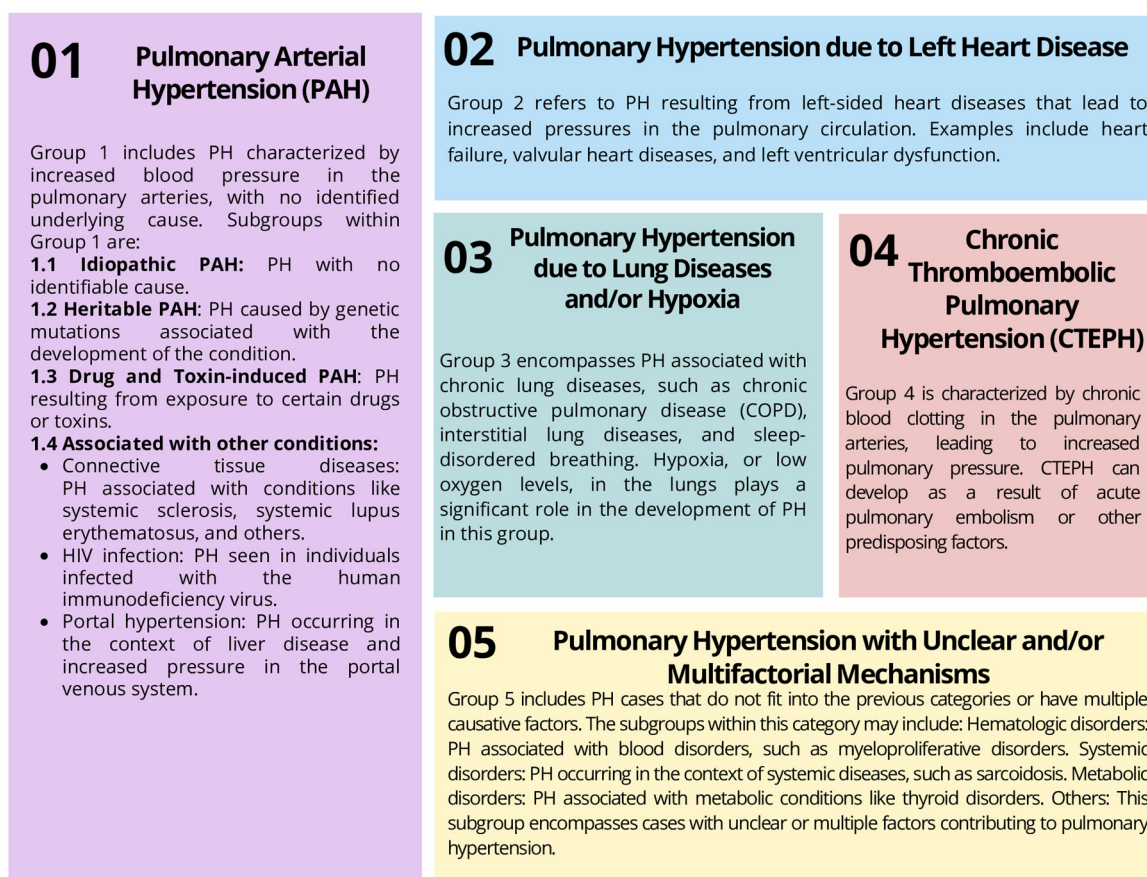 01
Pulmonary Arterial
Hypertension (PAH)
Group 1 includes PH characterized by
increased blood pressure in the
pulmonary arteries, with no identified
underlying cause. Subgroups within
Group 1 are:
1.1 Idiopathic PAH: PH with no
identifiable cause.
1.2 Heritable PAH: PH caused by genetic
mutations associated with the
development of the condition.
1.3 Drug and Toxin-induced PAH: PH
resulting from exposure to certain drugs
or toxins.
1.4 Associated with other conditions:
• Connective tissue diseases:
PH associated with conditions like
systemic sclerosis, systemic lupus
erythematosus, and others.
• HIV infection: PH seen in individuals
infected with the human
immunodeficiency virus.
• Portal hypertension: PH occurring in
the context of liver disease and
increased pressure in the portal
venous system.
02 Pulmonary Hypertension due to Left Heart Disease
Group 2 refers to PH resulting from left-sided heart diseases that lead to
increased pressures in the pulmonary circulation. Examples include heart
failure, valvular heart diseases, and left ventricular dysfunction.
03
Pulmonary Hypertension
due to Lung Diseases
and/or Hypoxia
Group 3 encompasses PH associated with
chronic lung diseases, such as chronic
obstructive pulmonary disease (COPD),
interstitial lung diseases, and sleep-
disordered breathing. Hypoxia, or low
oxygen levels, in the lungs plays a
significant role in the development of PH
in this group.
04
Chronic
Thromboembolic
Pulmonary
Hypertension (CTEPH)
Group 4 is characterized by chronic
blood clotting in the pulmonary
arteries, leading to increased
pulmonary pressure. CTEPH can
develop as a result of acute
pulmonary embolism or other
predisposing factors.
05
Pulmonary Hypertension with Unclear and/or
Multifactorial Mechanisms
Group 5 includes PH cases that do not fit into the previous categories or have multiple
causative factors. The subgroups within this category may include: Hematologic disorders:
PH associated with blood disorders, such as myeloproliferative disorders. Systemic
disorders: PH occurring in the context of systemic diseases, such as sarcoidosis. Metabolic
disorders: PH associated with metabolic conditions like thyroid disorders. Others: This
subgroup encompasses cases with unclear or multiple factors contributing to pulmonary
hypertension.